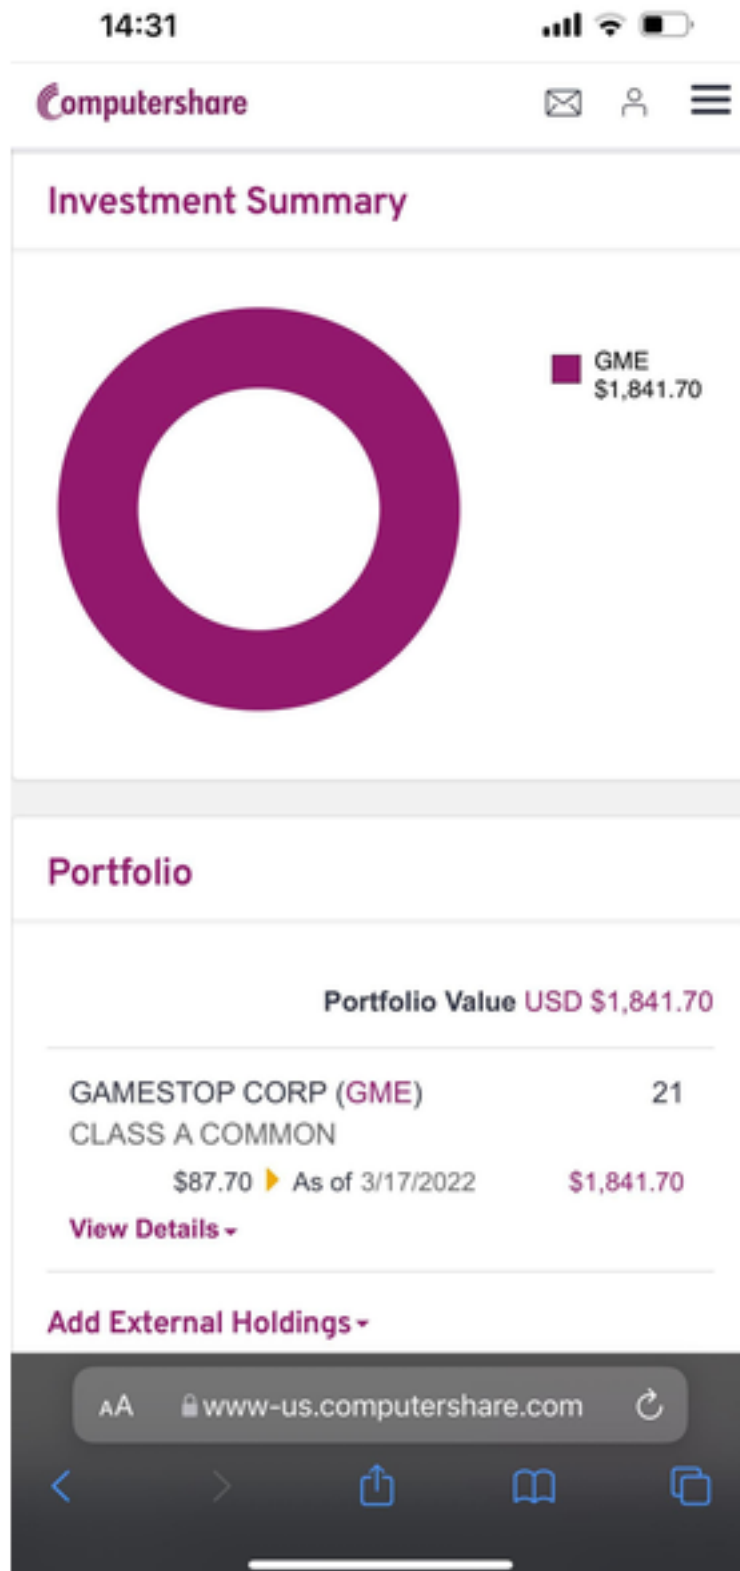 14:31
Computershare
Investment Summary
GME
$1,841.70
Portfolio
Portfolio Value USD $1,841.70
GAMESTOP CORP (GME) 21
CLASS A COMMON
$87.70 As of 3/17/2022 $1,841.70
View Details
Add External Holdings
AA www-us.computershare.com